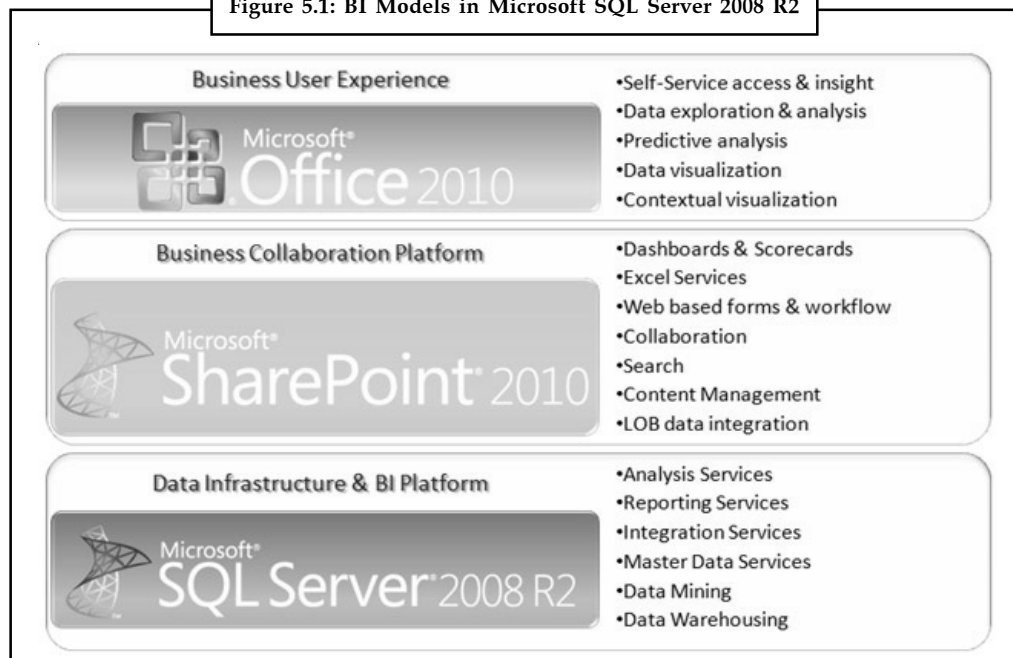 Figure 5.1: BI Models in Microsoft SQL Server 2008 R2
Business User Experience
Microsoft®
Office 2010
•Self-Service access & insight
•Data exploration & analysis
•Predictive analysis
•Data visualization
•Contextual visualization
Business Collaboration Platform
Microsoft®
SharePoint® 2010
•Dashboards & Scorecards
•Excel Services
•Web based forms & workflow
•Collaboration
•Search
•Content Management
•LOB data integration
Data Infrastructure & BI Platform
Microsoft®
SQL Server® 2008 R2
•Analysis Services
•Reporting Services
•Integration Services
•Master Data Services
•Data Mining
•Data Warehousing